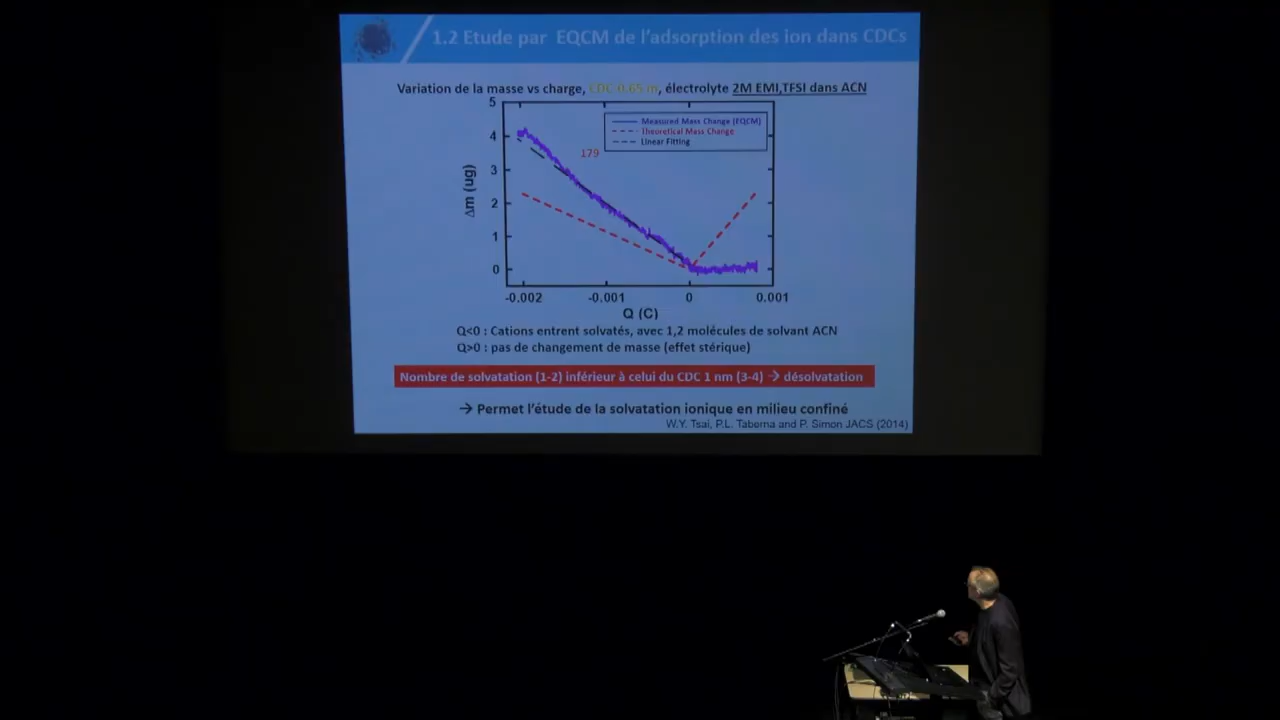 1.2 Etude par EQCM de l'adsorption des ion dans CDCs
Variation de la masse vs charge, CDC 0.65 n, électrolyte 2M EMI,TFSI dans ACN
Measured Mass Change (EQCM)
Theoretical Mass Change
Linear Fitting
179
5
4
3
2
1
0
Δm (ug)
-0.002 -0.001 0 0.001
Q (C)
Q<0 : Cations entrent solvatés, avec 1,2 molécules de solvant ACN
Q>0 : pas de changement de masse (effet stérique)
Nombre de solvatation (1-2) inférieur à celui du CDC 1 nm (3-4) → désolvatation
→ Permet l'étude de la solvatation ionique en milieu confiné
W.Y. Tsai, P.L. Taberna and P. Simon JACS (2014)